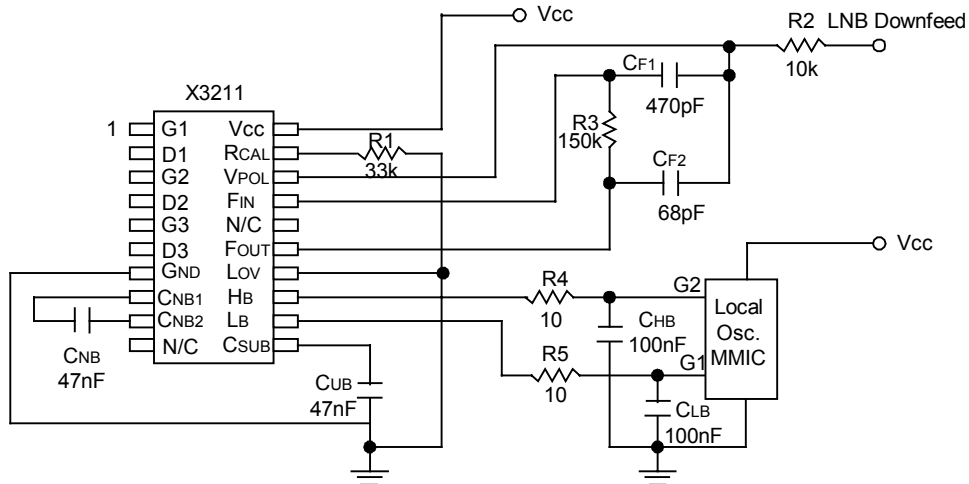 Vcc
R2 LNB Downfeed
10k
CF1
470pF
X3211
R3
150k
CF2
68pF
1
G1
D1
G2
D2
G3
D3
GND
CNB1
CNB2
N/C
Vcc
RCAL
VPOL
FIN
N/C
FOUT
LOV
HB
LB
CSUB
R1
33k
Vcc
R4
10
G2
CHB
100nF
Local
Osc.
MMIC
R5
10
G1
CLB
100nF
CNB
47nF
CUB
47nF